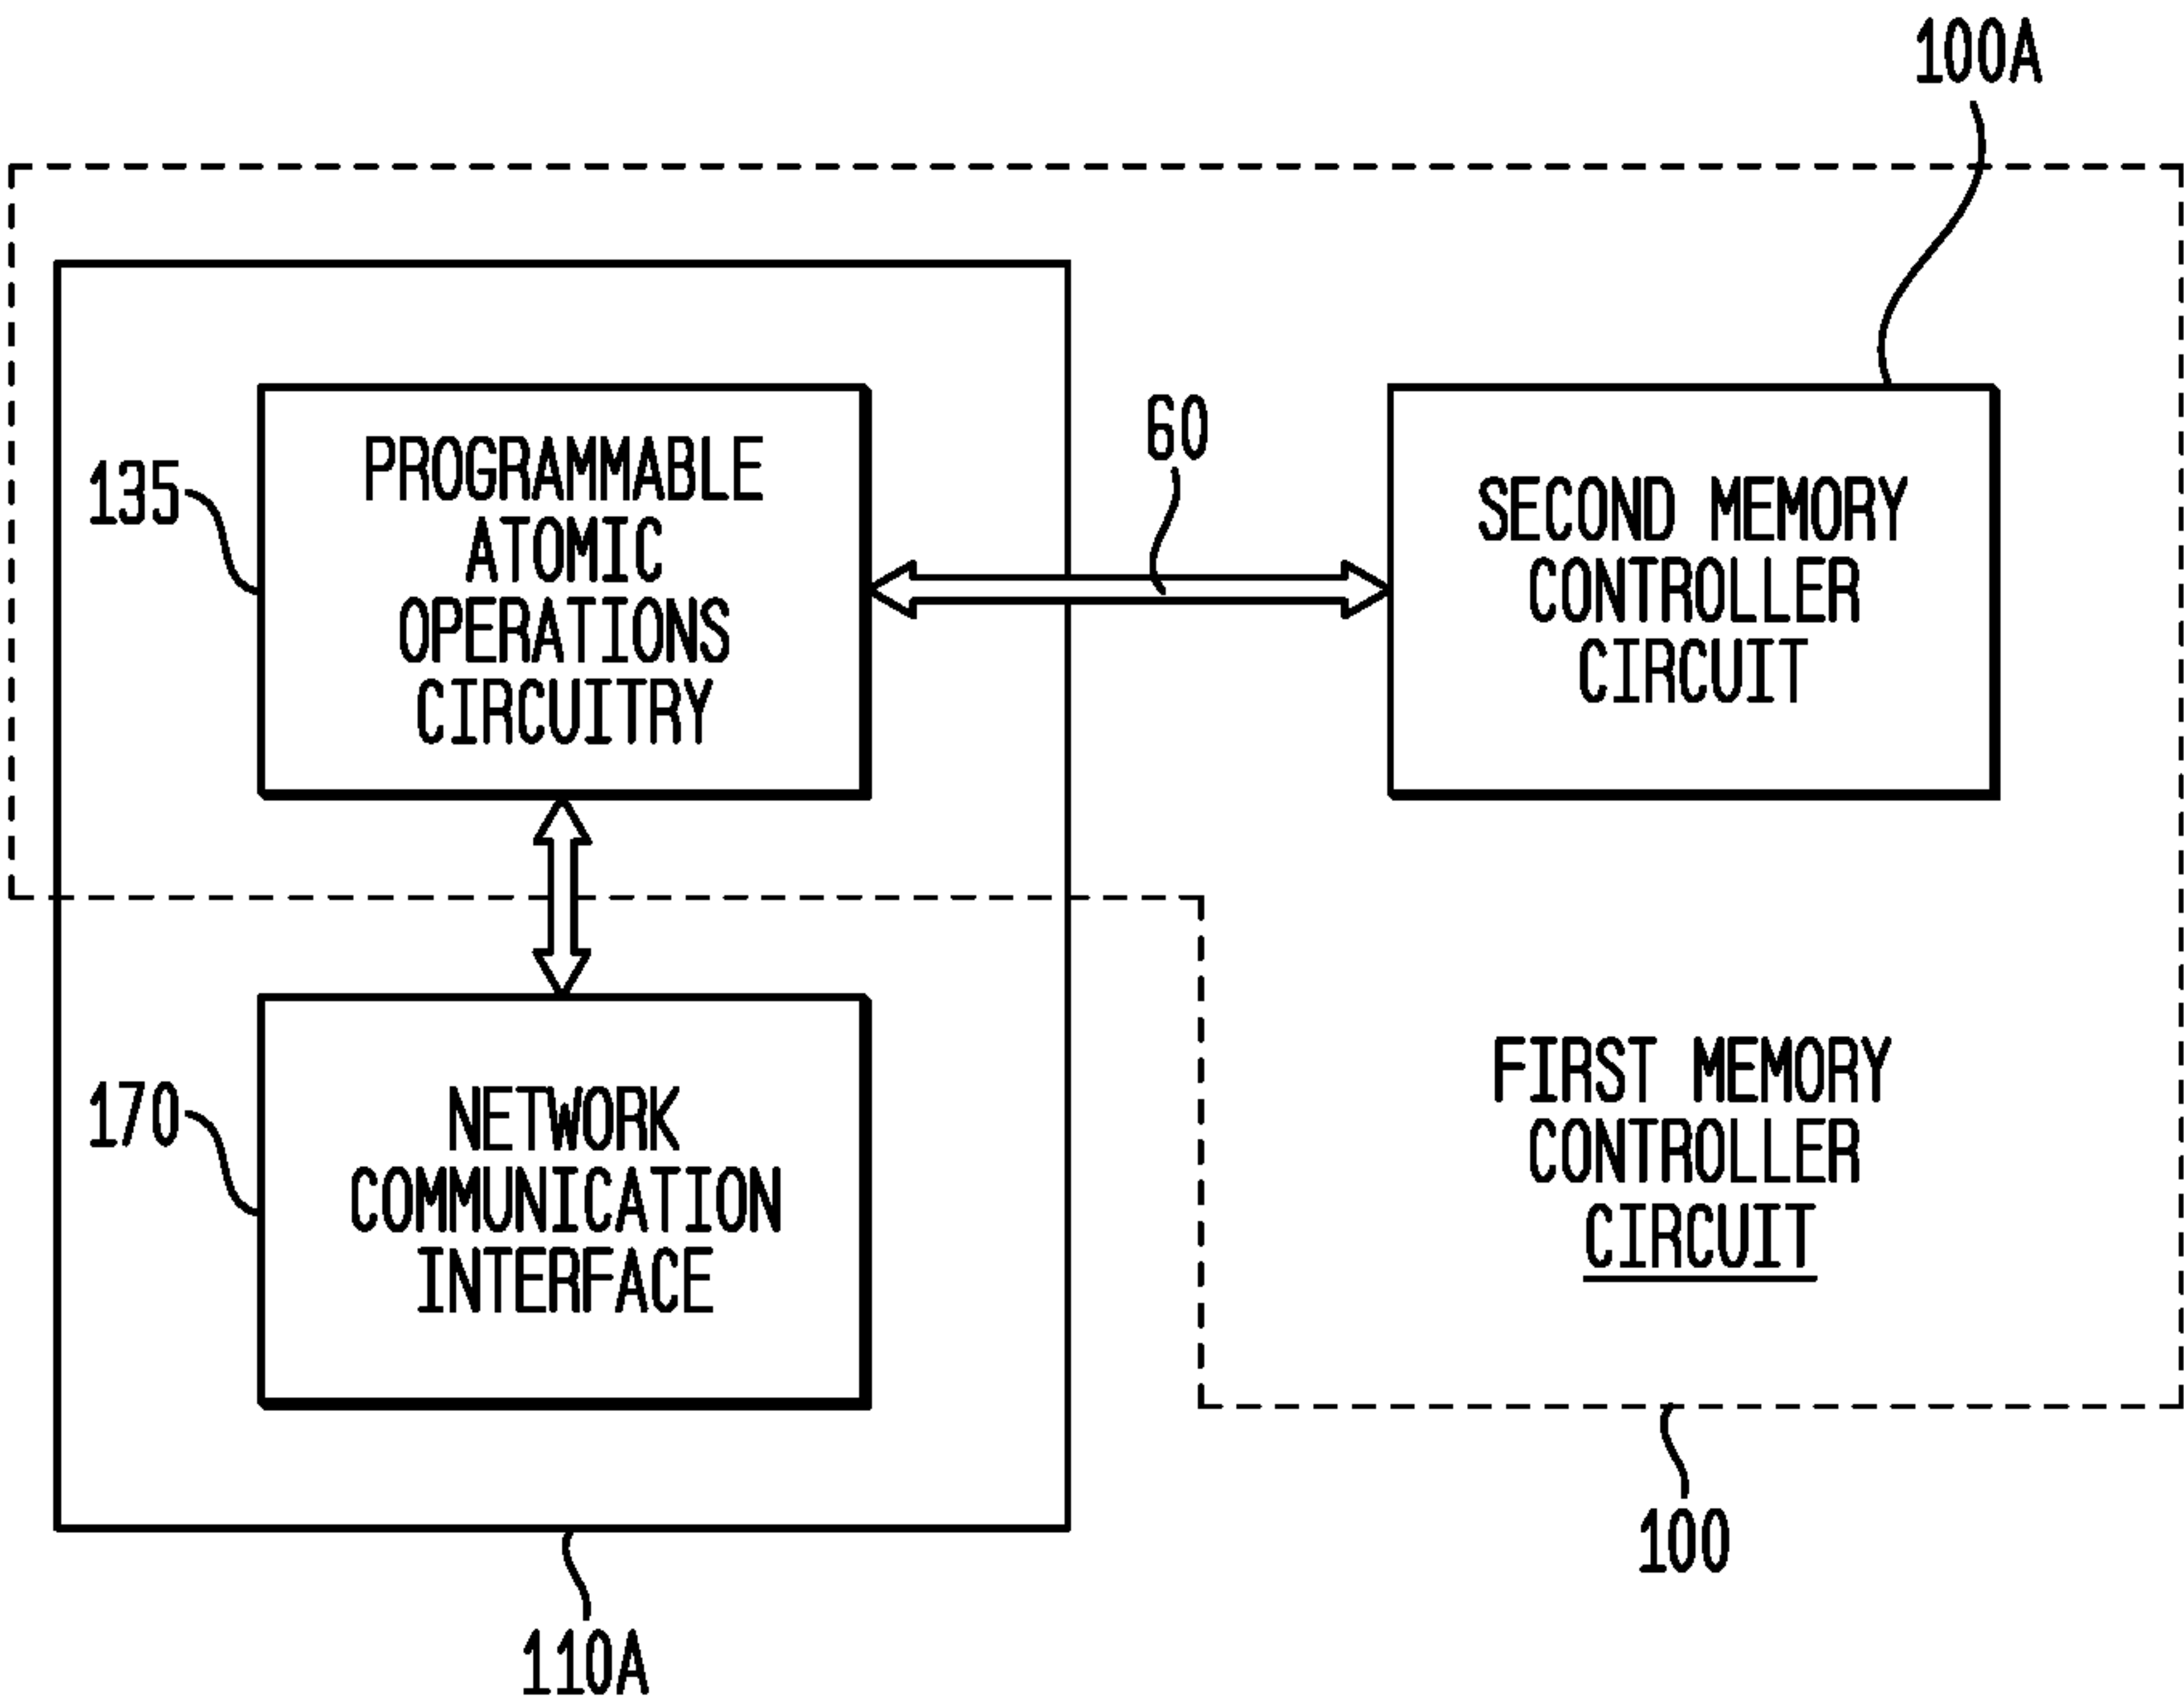 100A
60
135
PROGRAMMABLE
ATOMIC
OPERATIONS
CIRCUITRY
SECOND MEMORY
CONTROLLER
CIRCUIT
170
NETWORK
COMMUNICATION
INTERFACE
FIRST MEMORY
CONTROLLER
CIRCUIT
100
110A